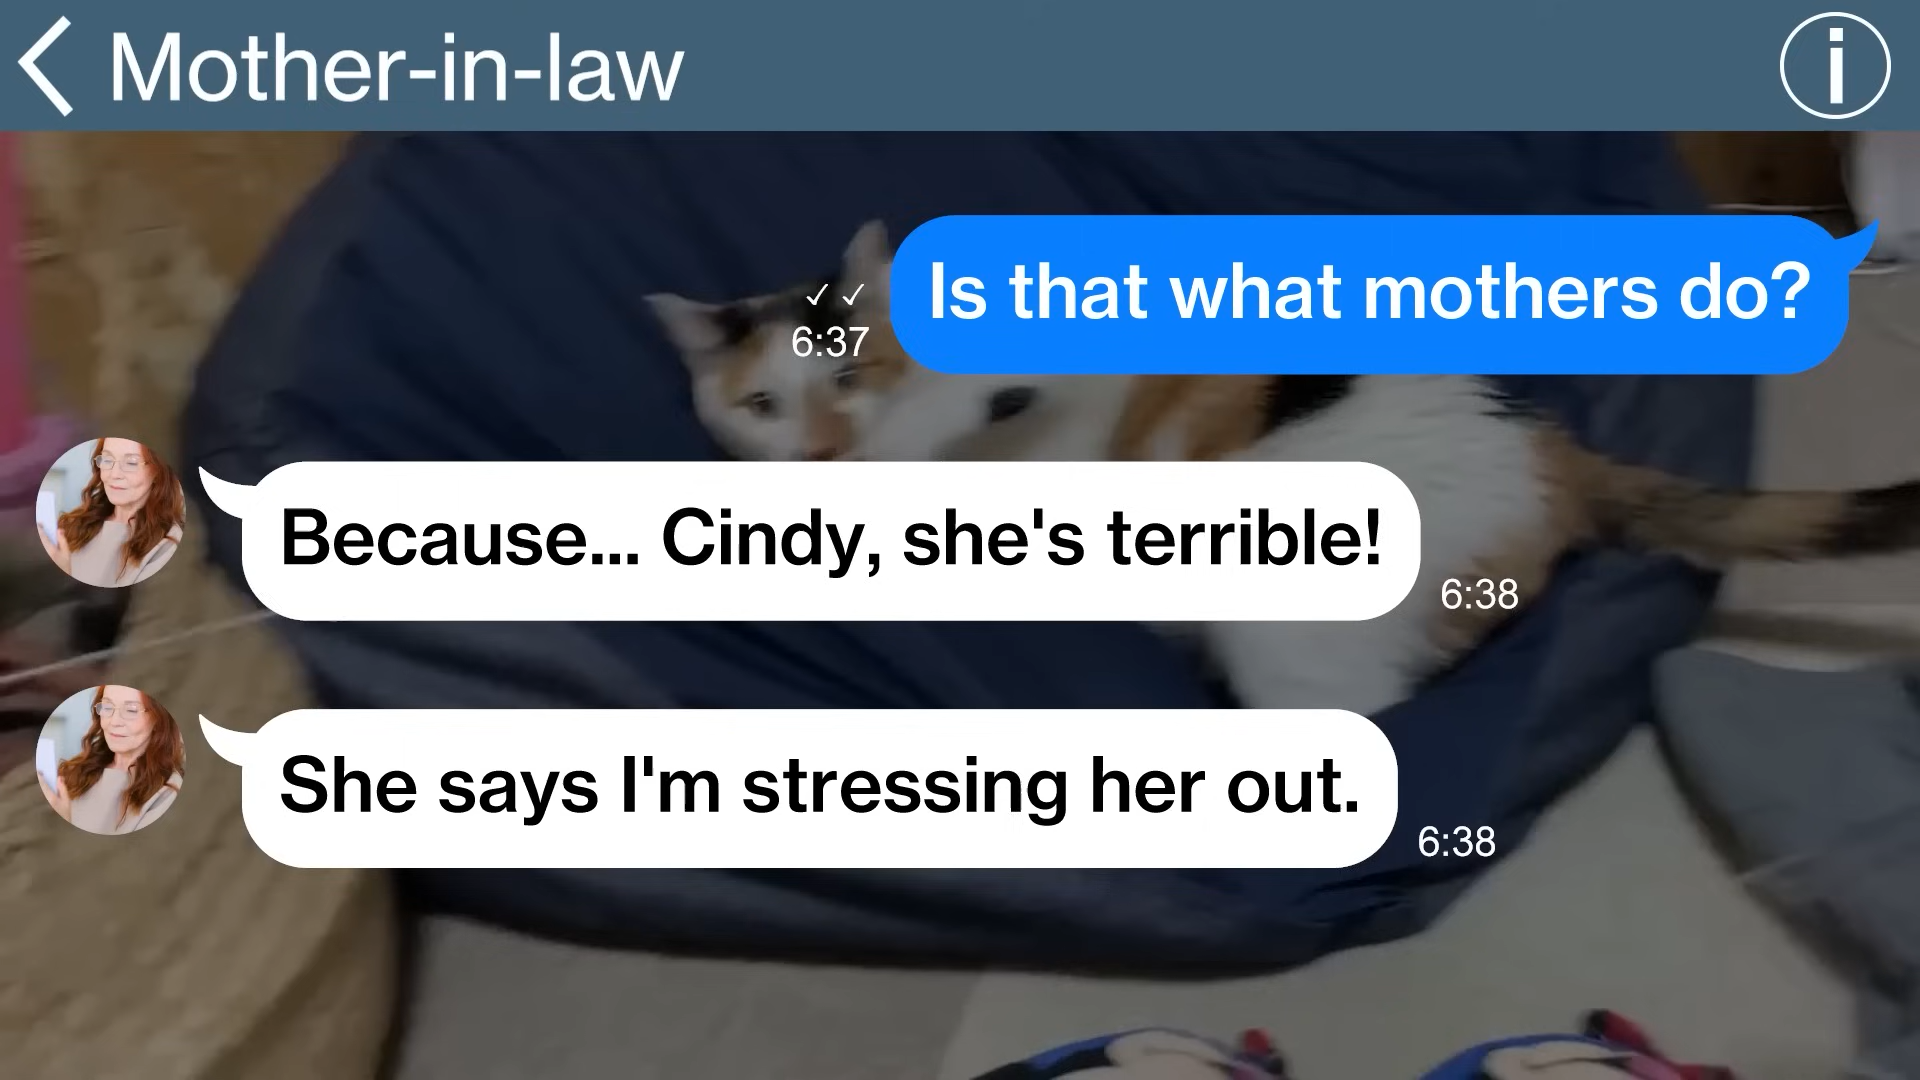 Mother-in-law
Is that what mothers do?
✓✓
6:37
Because... Cindy, she's terrible!
6:38
She says I'm stressing her out.
6:38